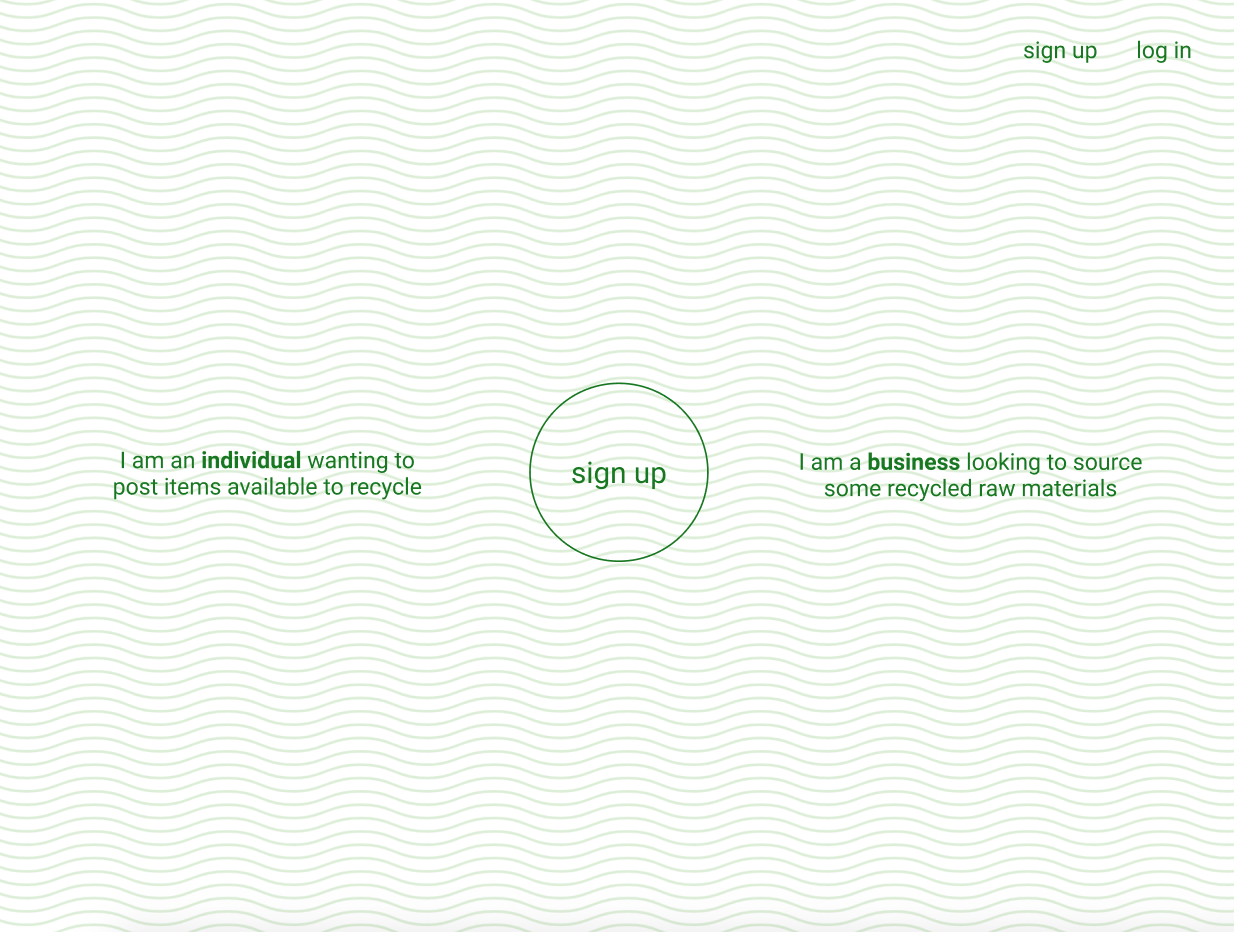 sign up log in
I am an individual wanting to
post items available to recycle
sign up
I am a business looking to source
some recycled raw materials